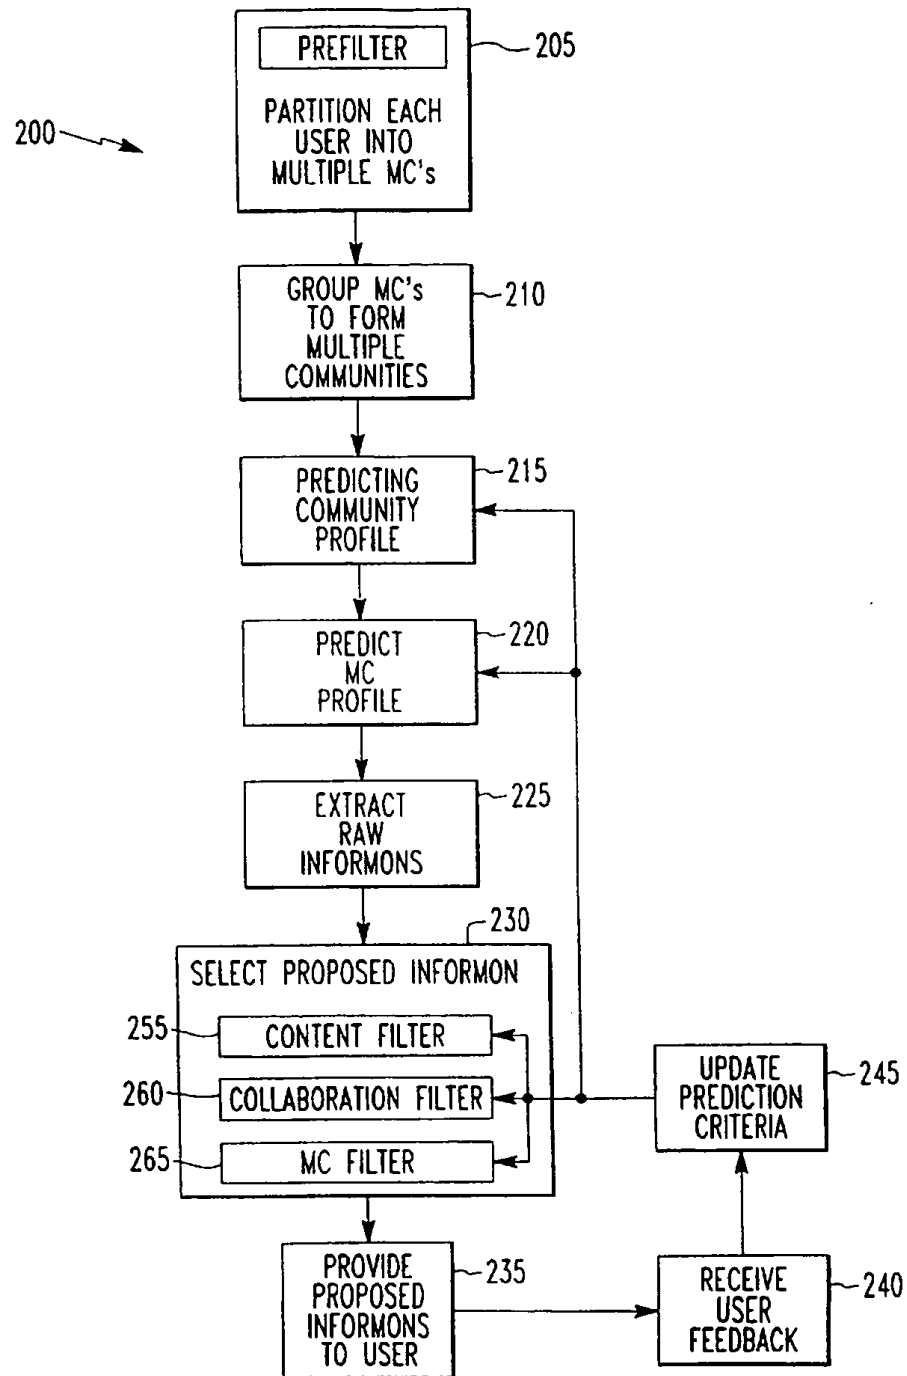 200
PREFILTER
205
PARTITION EACH
USER INTO
MULTIPLE MC's
GROUP MC's
TO FORM
MULTIPLE
COMMUNITIES
210
PREDICTING
COMMUNITY
PROFILE
215
PREDICT
MC
PROFILE
220
EXTRACT
RAW
INFORMONS
225
230
SELECT PROPOSED INFORMON
255
CONTENT FILTER
260
COLLABORATION FILTER
265
MC FILTER
UPDATE
PREDICTION
CRITERIA
245
PROVIDE
PROPOSED
INFORMONS
TO USER
235
RECEIVE
USER
FEEDBACK
240